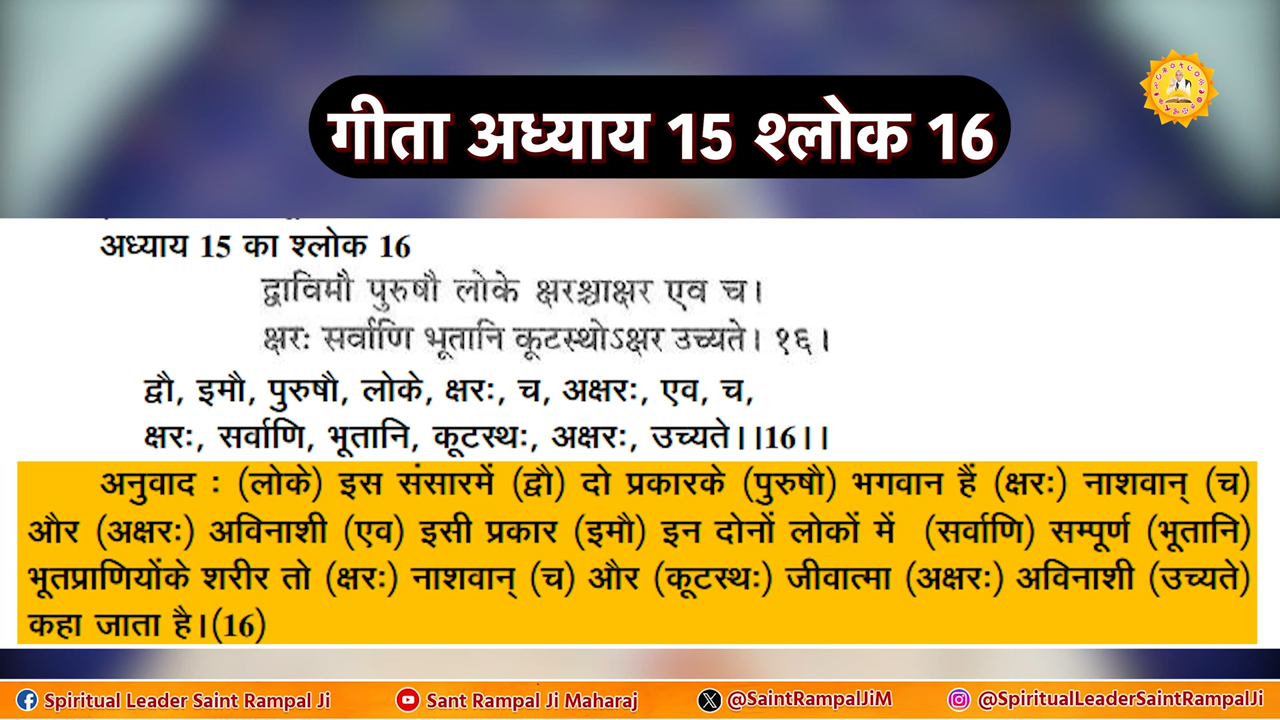 गीता अध्याय 15 श्लोक 16
अध्याय 15 का श्लोक 16
द्वाविमौ पुरुषौ लोके क्षरश्चाक्षर एव च।
क्षरः सर्वाणि भूतानि कूटस्थोऽक्षर उच्यते। १६।
द्वौ, इमौ, पुरुषौ, लोके, क्षरः, च, अक्षरः, एव, च,
क्षरः, सर्वाणि, भूतानि, कूटस्थः, अक्षरः, उच्यते।।16।।
अनुवाद : (लोके) इस संसारमें (द्वौ) दो प्रकारके (पुरुषौ) भगवान हैं (क्षरः) नाशवान् (च)
और (अक्षरः) अविनाशी (एव) इसी प्रकार (इमौ) इन दोनों लोकों में (सर्वाणि) सम्पूर्ण (भूतानि)
भूतप्राणियोंके शरीर तो (क्षरः) नाशवान् (च) और (कूटस्थः) जीवात्मा (अक्षरः) अविनाशी (उच्यते)
कहा जाता है।(16)
Spiritual Leader Saint Rampal Ji Sant Rampal Ji Maharaj @SaintRampalJiM @SpiritualLeaderSaintRampalJi